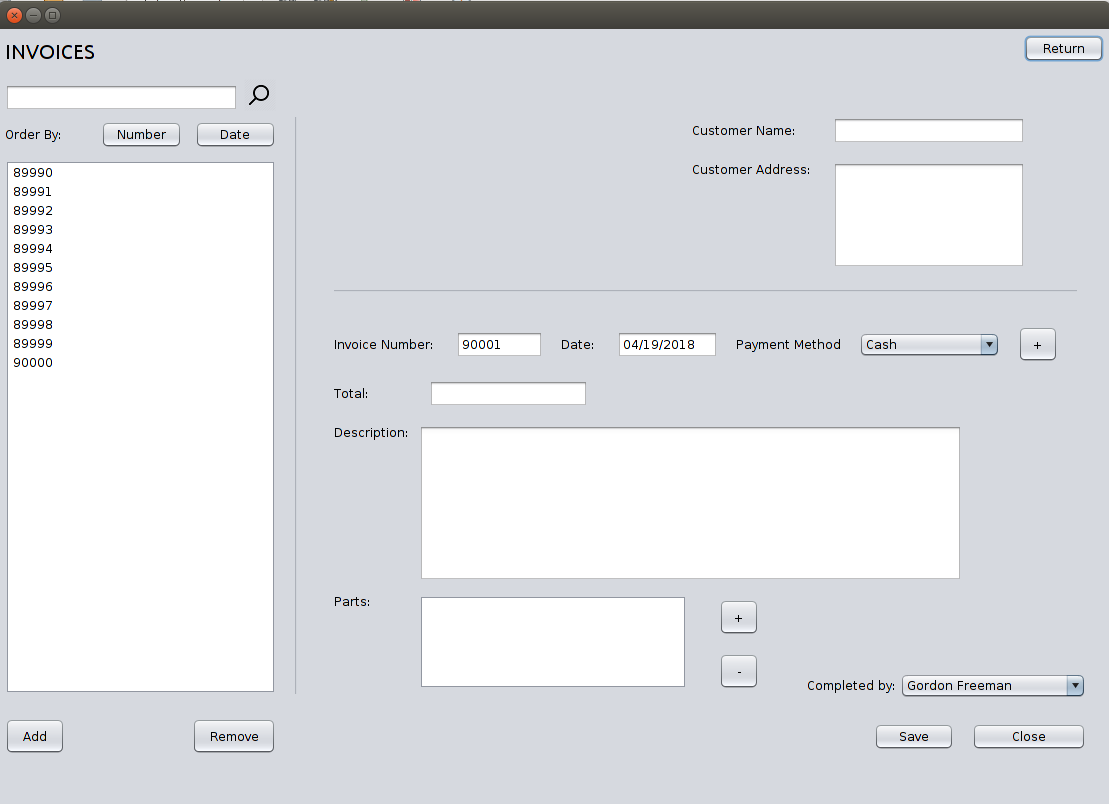 INVOICES
Return
Order By: Number Date
89990
89991
89992
89993
89994
89995
89996
89997
89998
89999
90000
Add Remove
Customer Name:
Customer Address:
Invoice Number: 90001 Date: 04/19/2018 Payment Method Cash +
Total:
Description:
Parts:
+
-
Completed by: Gordon Freeman
Save Close